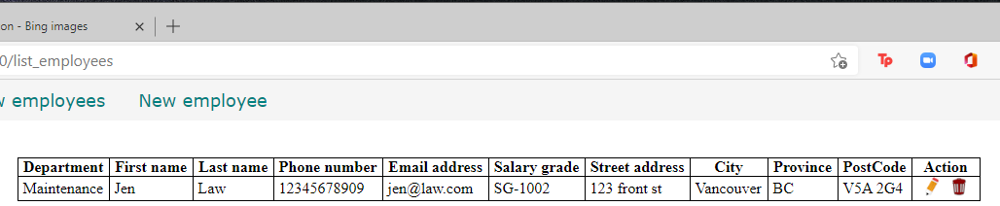 on - Bing images
0/list_employees
Tp
w employees New employee
Department First name Last name Phone number Email address Salary grade Street address City Province PostCode Action
Maintenance Jen Law 12345678909 jen@law.com SG-1002 123 front st Vancouver BC V5A 2G4